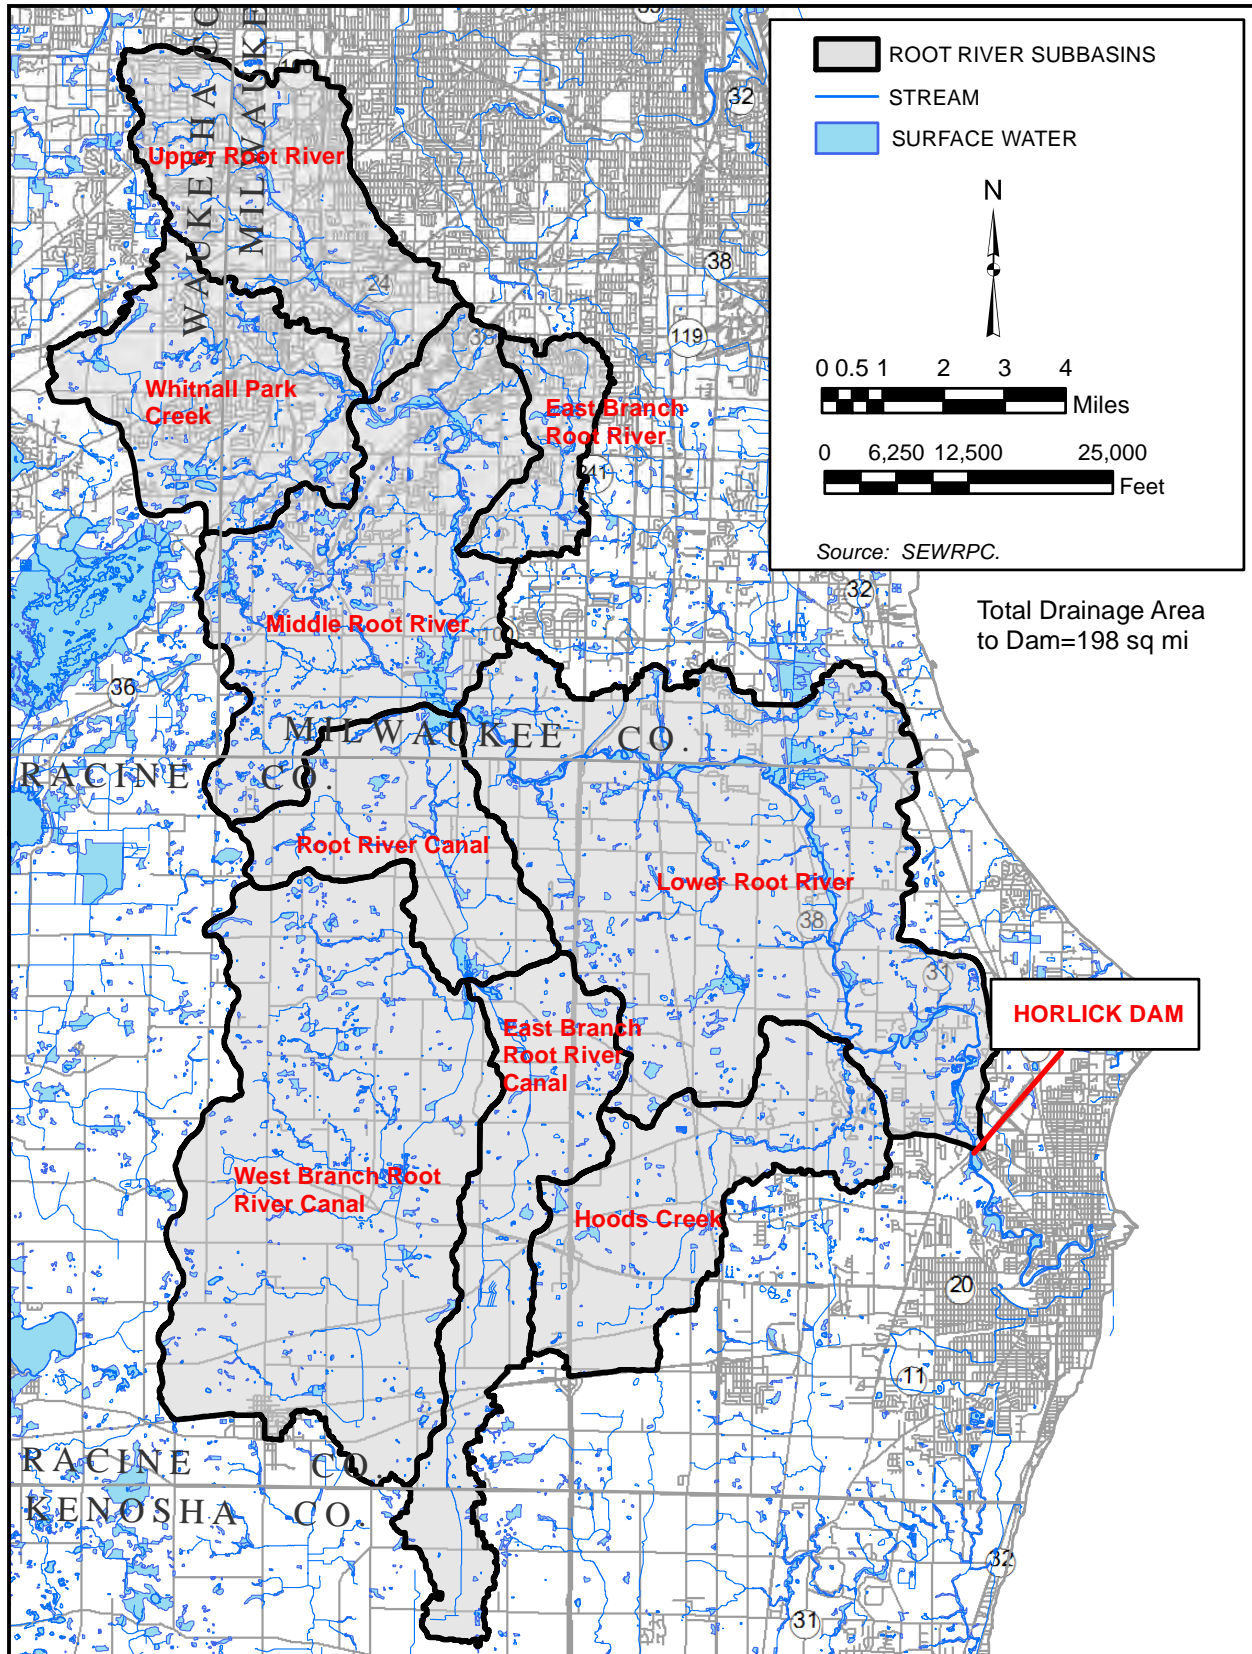 ROOT RIVER SUBBASINS
STREAM
SURFACE WATER
N
0 0.5 1 2 3 4
Miles
0 6,250 12,500 25,000
Feet
Source: SEWRPC.
Total Drainage Area
to Dam=198 sq mi
WAUKESHA CO
MILWAUKE
32
Upper Root River
38
24
119
Whitnall Park
Creek
East Branch
Root River
241
32
Middle Root River
36
MILWAUKEE CO.
RACINE CO.
Root River Canal
Lower Root River
38
31
HORLICK DAM
East Branch
Root River
Canal
West Branch Root
River Canal
Hoods Creek
20
11
RACINE CO.
KENOSHA CO.
32
31